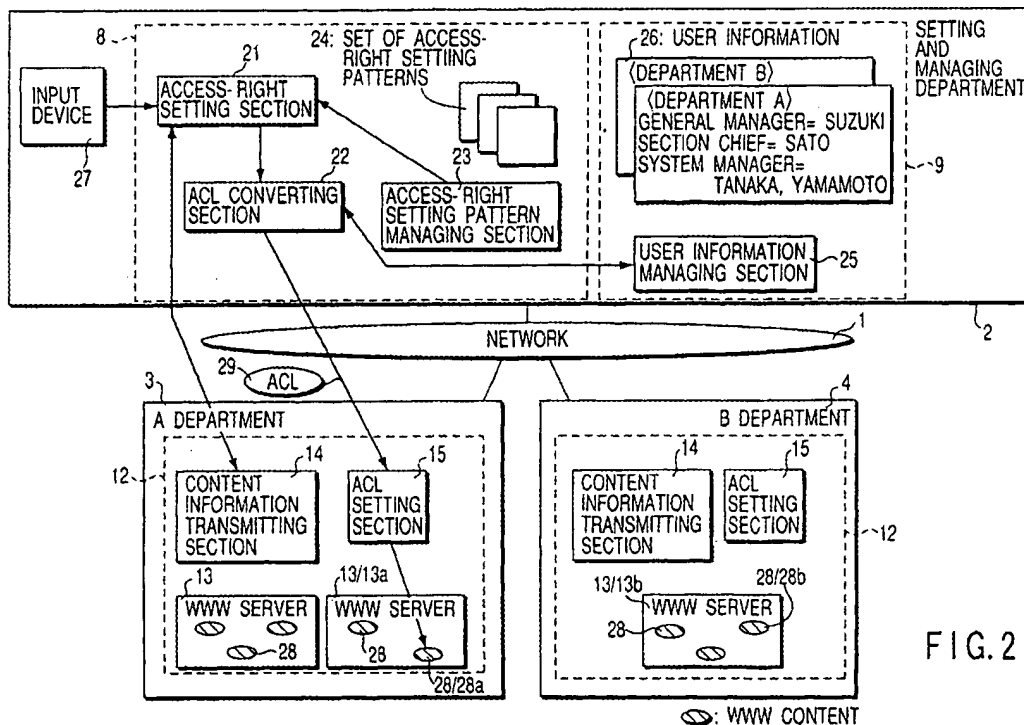 8
24: SET OF ACCESS-
RIGHT SETTIING
PATTERNS
26: USER INFORMATION
SETTING
AND
MANAGING
DEPARTMENT
21
INPUT
DEVICE
27
ACCESS-RIGHT
SETTING SECTION
⟨DEPARTMENT B⟩
⟨DEPARTMENT A⟩
GENERAL MANAGER= SUZUKI
SECTION CHIEF= SATO
SYSTEM MANAGER=
TANAKA, YAMAMOTO
9
22
ACL CONVERTING
SECTION
23
ACCESS-RIGHT
SETTING PATTERN
MANAGING SECTION
USER INFORMATION
MANAGING SECTION
25
2
NETWORK
1
29
ACL
3
A DEPARTMENT
12
14
CONTENT
INFORMATION
TRANSMITTING
SECTION
15
ACL
SETTING
SECTION
13
WWW SERVER
28
13/13a
WWW SERVER
28
28/28a
4
B DEPARTMENT
14
CONTENT
INFORMATION
TRANSMITTING
SECTION
15
ACL
SETTING
SECTION
12
13/13b
WWW SERVER
28/28b
28
FIG. 2
: WWW CONTENT